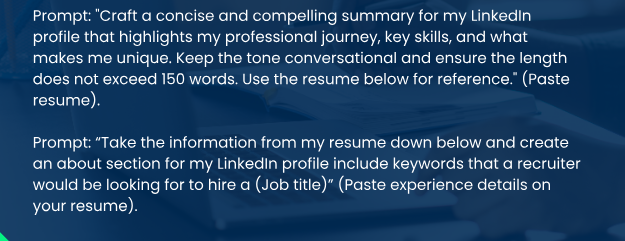 Prompt: "Craft a concise and compelling summary for my LinkedIn
profile that highlights my professional journey, key skills, and what
makes me unique. Keep the tone conversational and ensure the length
does not exceed 150 words. Use the resume below for reference." (Paste
resume).
Prompt: “Take the information from my resume down below and create
an about section for my LinkedIn profile include keywords that a recruiter
would be looking for to hire a (Job title)” (Paste experience details on
your resume).